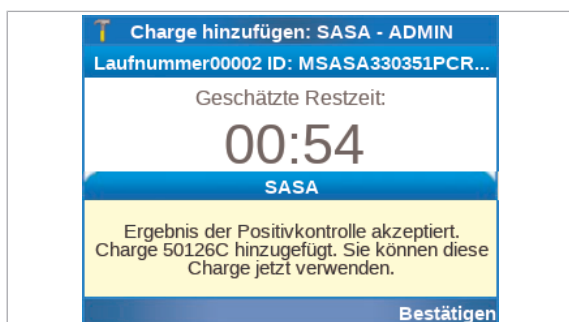 Charge hinzufügen: SASA - ADMIN
Laufnummer00002 ID: MSASA330351PCR...
Geschätzte Restzeit:
00:54
SASA
Ergebnis der Positivkontrolle akzeptiert.
Charge 50126C hinzugefügt. Sie können diese
Charge jetzt verwenden.
Bestätigen